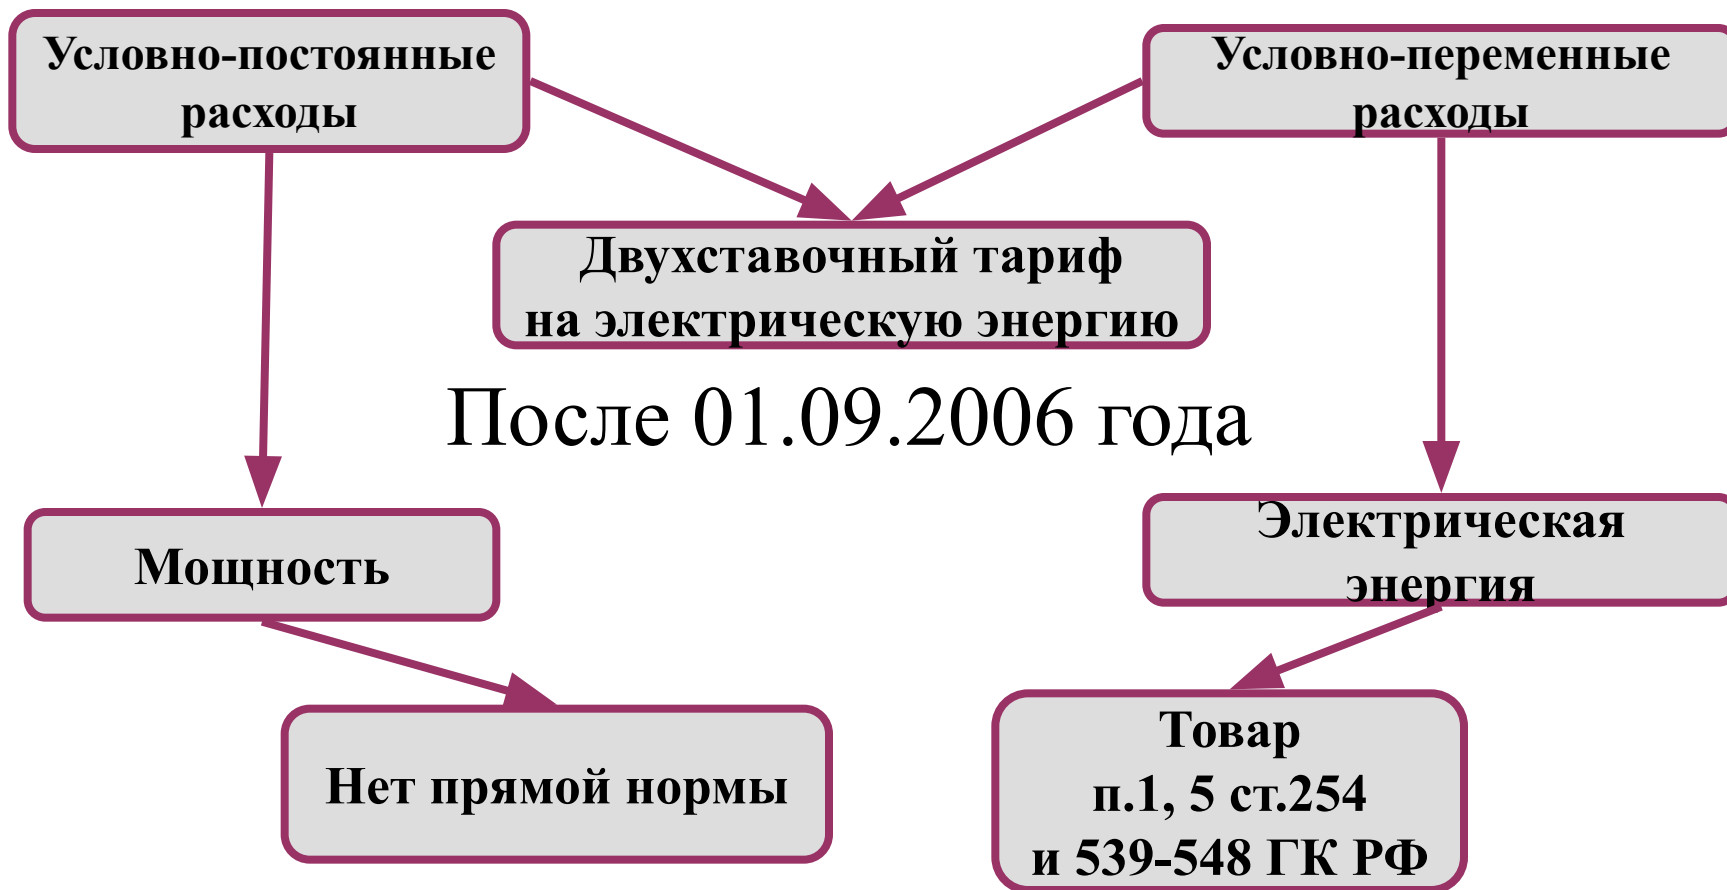 Условно-постоянные
расходы
Условно-переменные
расходы
Двухставочный тариф
на электрическую энергию
После 01.09.2006 года
Мощность
Электрическая
энергия
Нет прямой нормы
Товар
п.1, 5 ст.254
и 539-548 ГК РФ